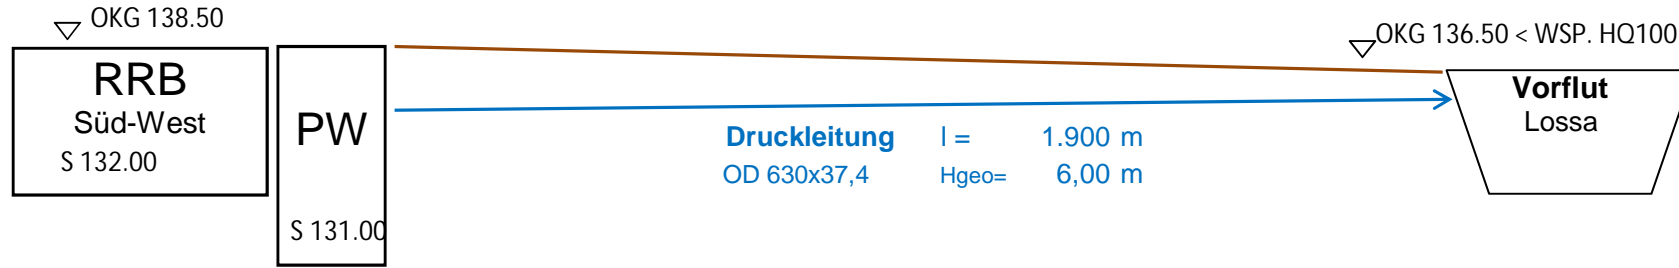 OKG 138.50
OKG 136.50 < WSP. HQ100
RRB
Süd-West
S 132.00
PW
S 131.00
Druckleitung l = 1.900 m
OD 630x37,4 Hgeo= 6,00 m
Vorflut
Lossa